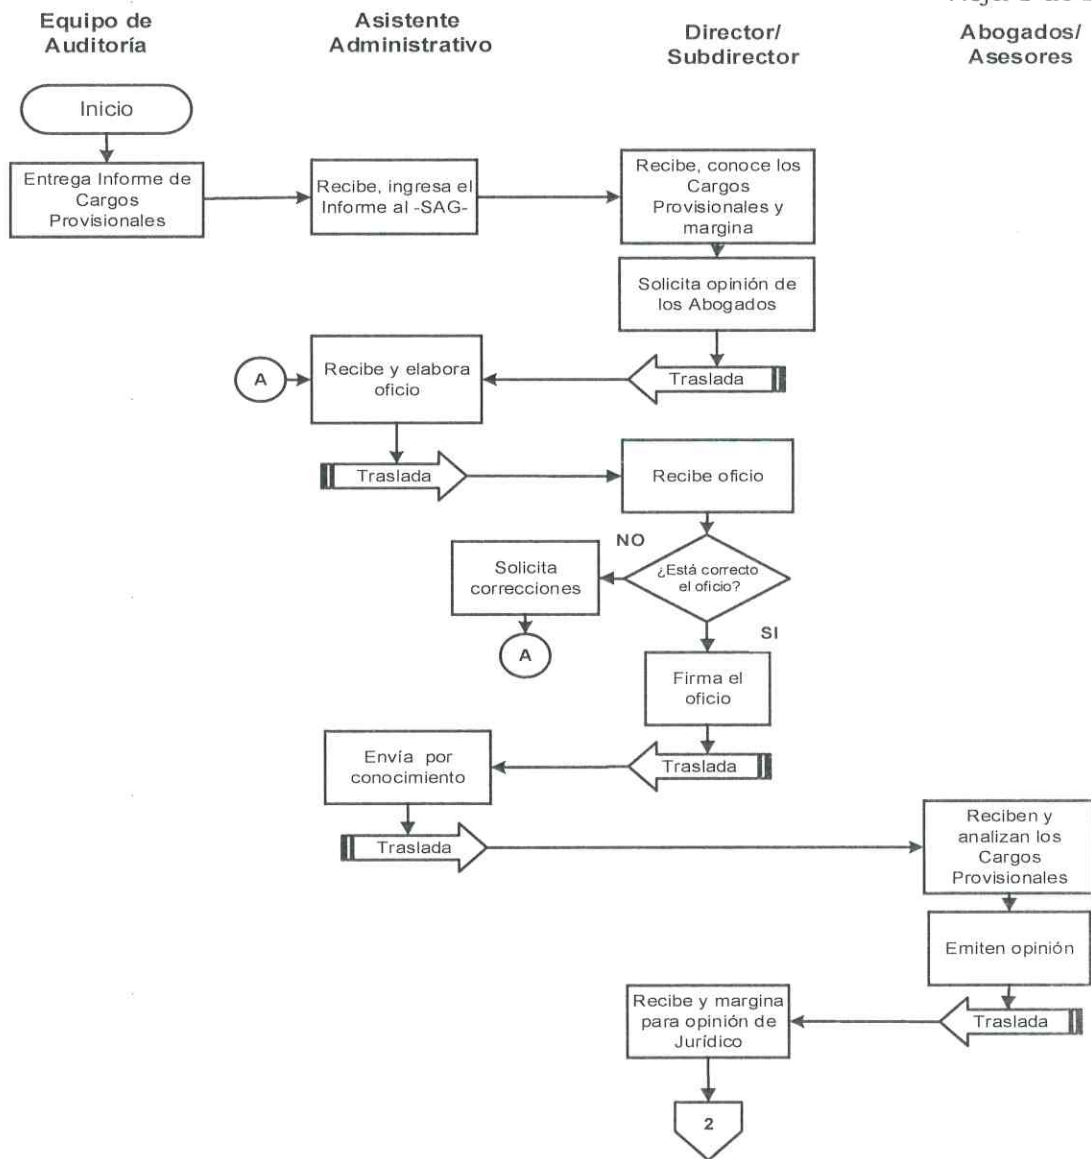 Equipo de
Auditoría
Asistente
Administrativo
Director/
Subdirector
Abogados/
Asesores
Inicio
Entrega Informe de
Cargos
Provisionales
Recibe, ingresa el
Informe al -SAG-
Recibe, conoce los
Cargos
Provisionales y
margina
Solicita opinión de
los Abogados
A
Recibe y elabora
oficio
Traslada
Traslada
Recibe oficio
NO
Solicita
correcciones
¿Está correcto
el oficio?
A
SI
Firma el
oficio
Envía por
conocimiento
Traslada
Traslada
Reciben y
analizan los
Cargos
Provisionales
Emiten opinión
Recibe y margina
para opinión de
Jurídico
Traslada
2